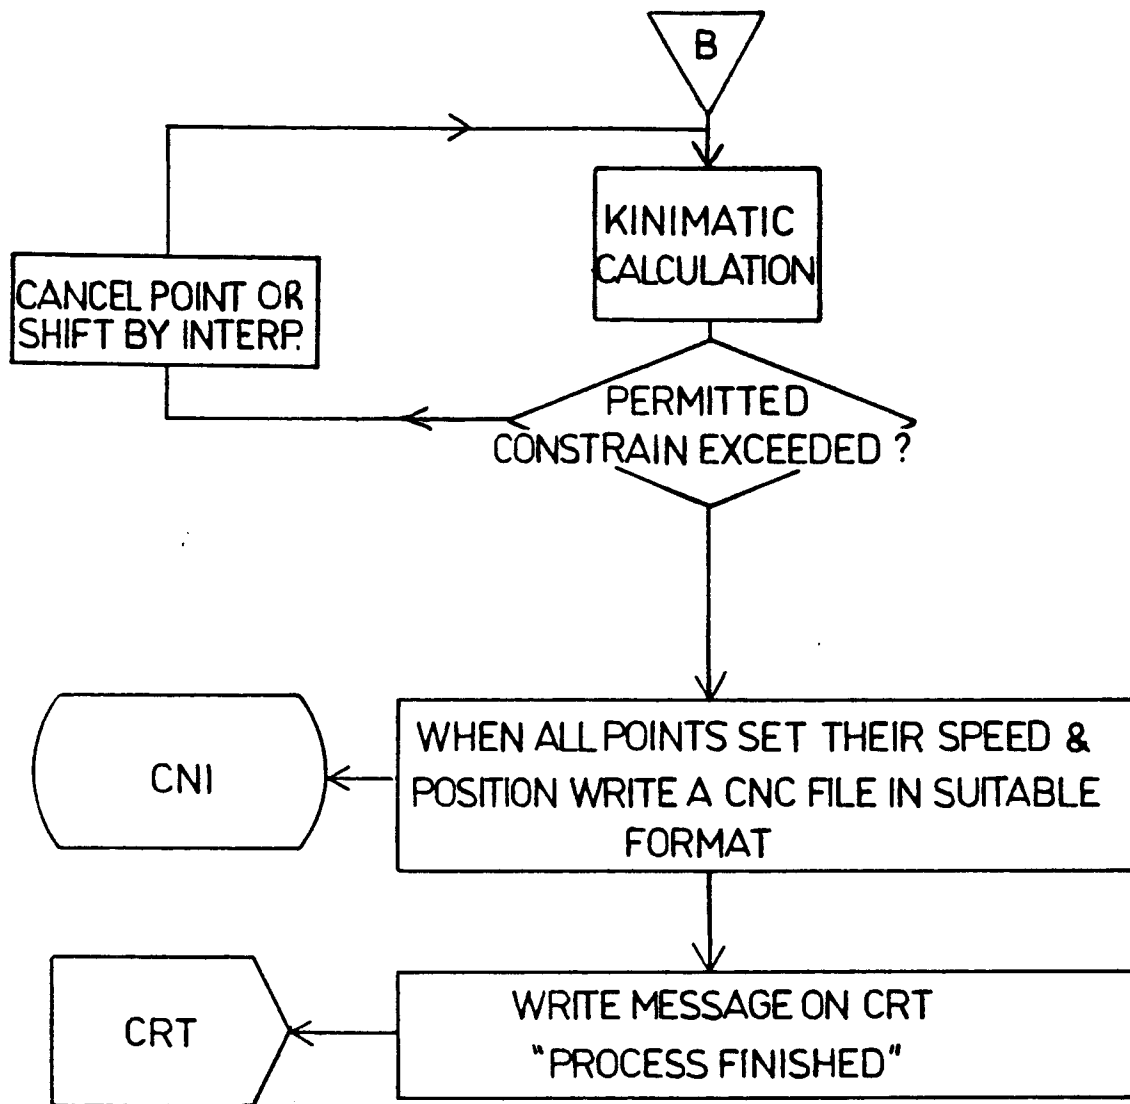 B
KINIMATIC
CALCULATION
CANCEL POINT OR
SHIFT BY INTERP.
PERMITTED
CONSTRAIN EXCEEDED ?
WHEN ALL POINTS SET THEIR SPEED &
POSITION WRITE A CNC FILE IN SUITABLE
FORMAT
CNI
WRITE MESSAGE ON CRT
"PROCESS FINISHED"
CRT